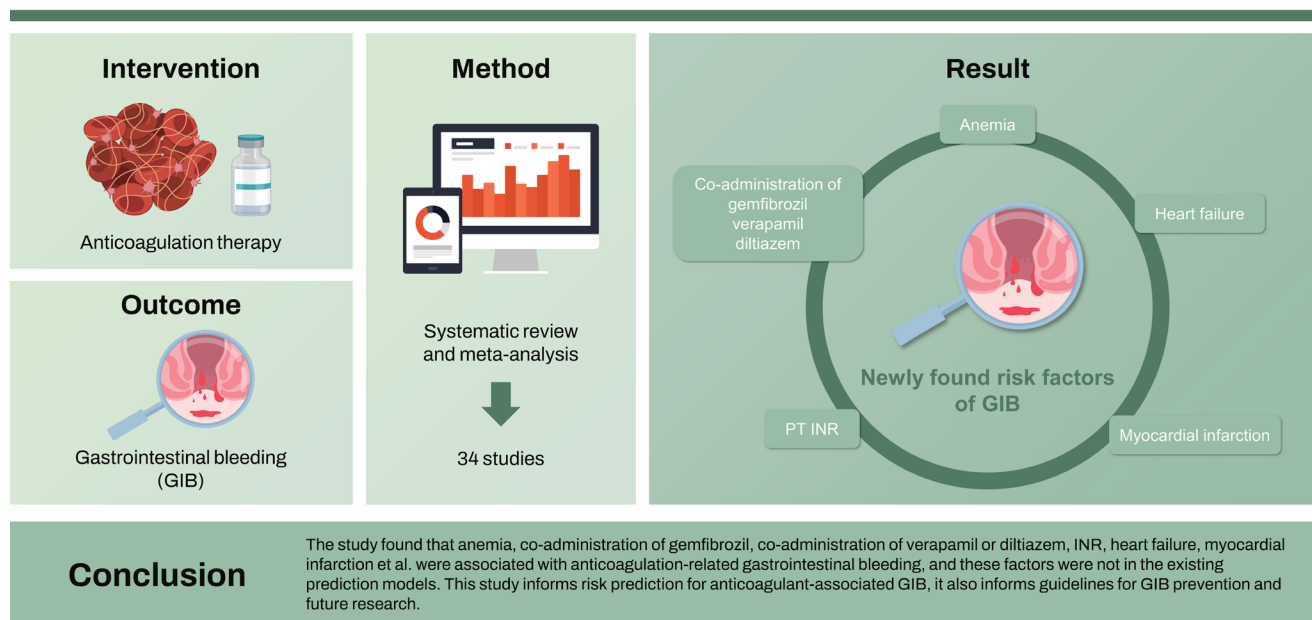 Intervention
Anticoagulation therapy
Outcome
Gastrointestinal bleeding
(GIB)
Method
Systematic review
and meta-analysis
34 studies
Result
Anemia
Co-administration of
gemfibrozil
verapamil
diltiazem
Heart failure
Newly found risk factors
of GIB
PT INR
Myocardial infarction
Conclusion
The study found that anemia, co-administration of gemfibrozil, co-administration of verapamil or diltiazem, INR, heart failure, myocardial
infarction et al. were associated with anticoagulation-related gastrointestinal bleeding, and these factors were not in the existing
prediction models. This study informs risk prediction for anticoagulant-associated GIB, it also informs guidelines for GIB prevention and
future research.